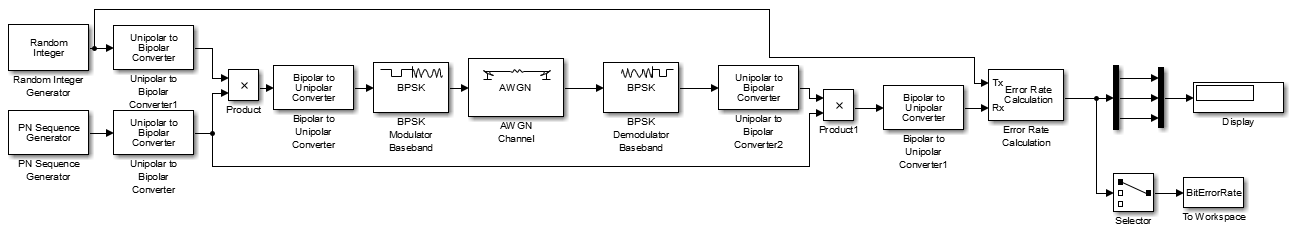 Random
Integer
Random Integer
Generator
Unipolar to
Bipolar
Converter
Unipolar to
Bipolar
Converter1
PN Sequence
Generator
PN Sequence
Generator
Unipolar to
Bipolar
Converter
Unipolar to
Bipolar
Converter
×
Product
Bipolar to
Unipolar
Converter
Bipolar to
Unipolar
Converter
BPSK
BPSK
Modulator
Baseband
AWGN
AWGN
Channel
BPSK
BPSK
Demodulator
Baseband
Unipolar to
Bipolar
Converter
Unipolar to
Bipolar
Converter2
×
Product1
Bipolar to
Unipolar
Converter
Bipolar to
Unipolar
Converter1
Tx
Error Rate
Calculation
Rx
Error Rate
Calculation
Display
Selector
BitErrorRate
To Workspace